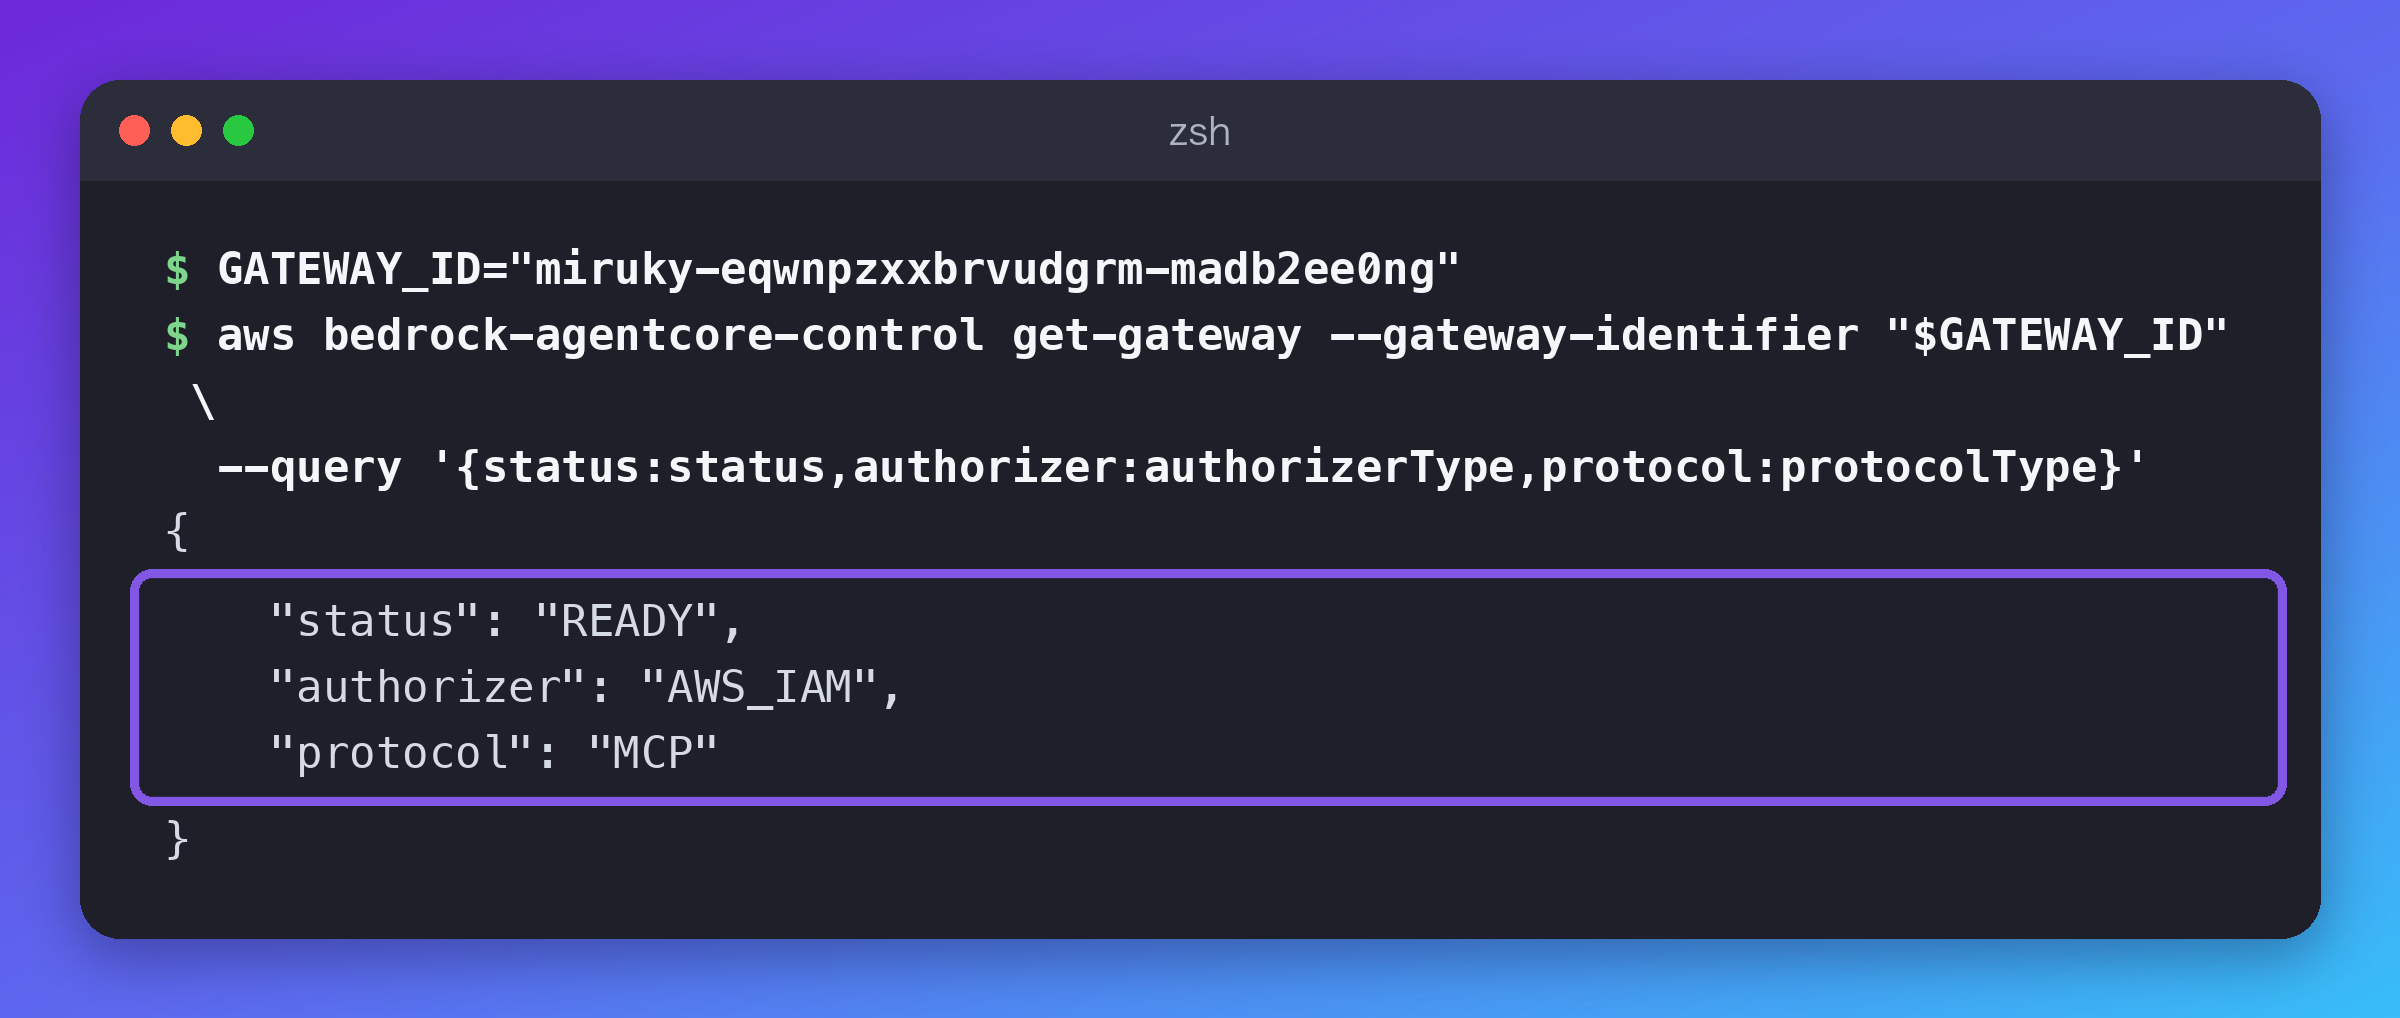 zsh
$ GATEWAY_ID="miruky-eqwnpzxxbrvudgrm-madb2ee0ng"
$ aws bedrock-agentcore-control get-gateway --gateway-identifier "$GATEWAY_ID"
 \
  --query '{status:status,authorizer:authorizerType,protocol:protocolType}'
{
    "status": "READY",
    "authorizer": "AWS_IAM",
    "protocol": "MCP"
}